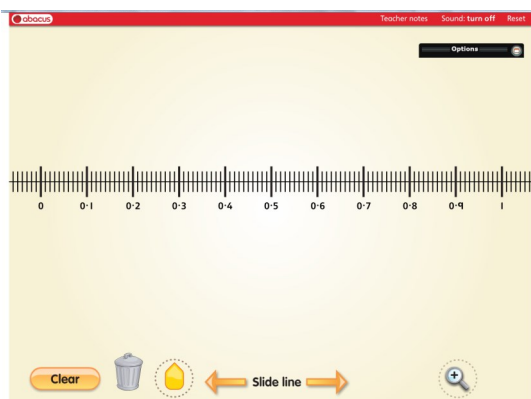 abacus Teacher notes Sound: turn off Reset
Options
0 0·1 0·2 0·3 0·4 0·5 0·6 0·7 0·8 0·9 1
Clear Slide line